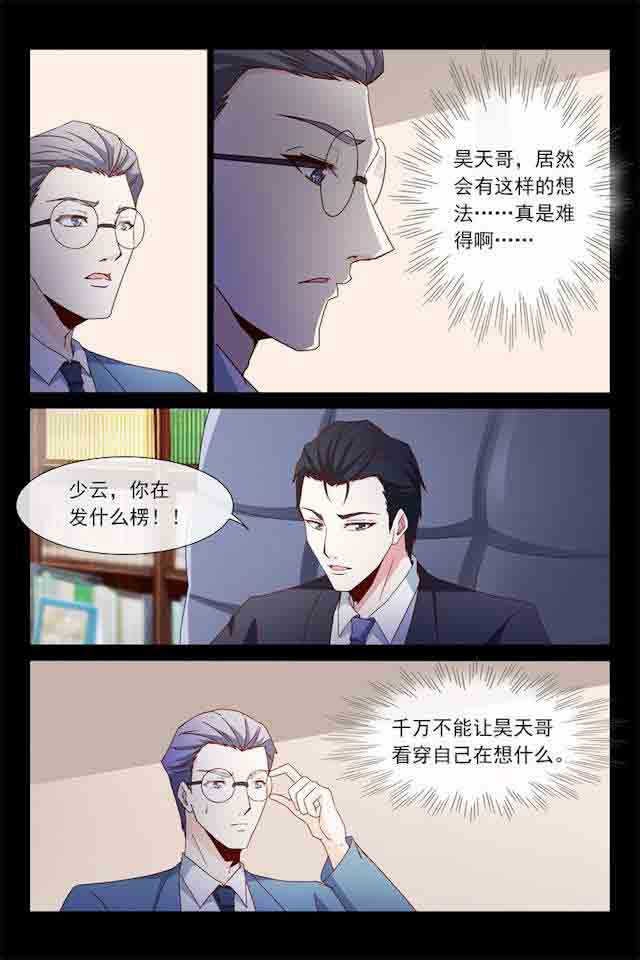 昊天哥，居然
会有这样的想
法……真是难
得啊……
少云，你在
发什么楞！！
千万不能让昊天哥
看穿自己在想什么。